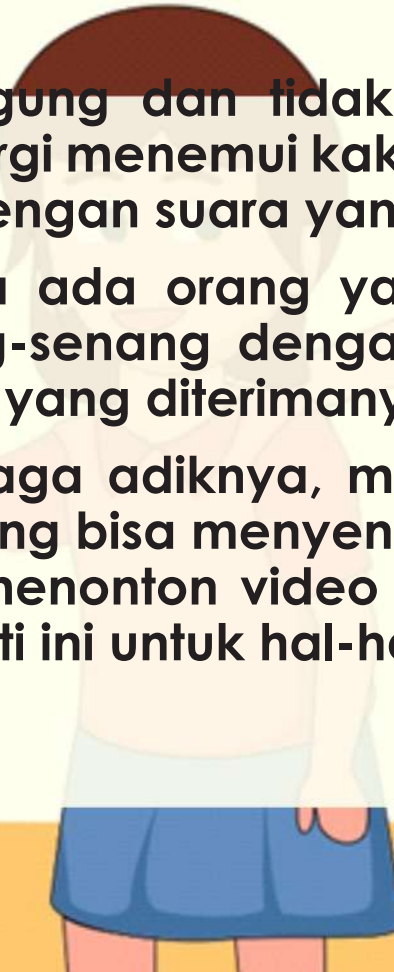 gung dan tidak
rgi menemui kak
engan suara yan
ada orang ya
g-senang denga
yang diterimany
aga adiknya, m
ng bisa menyen
menonton video
ti ini untuk hal-ha